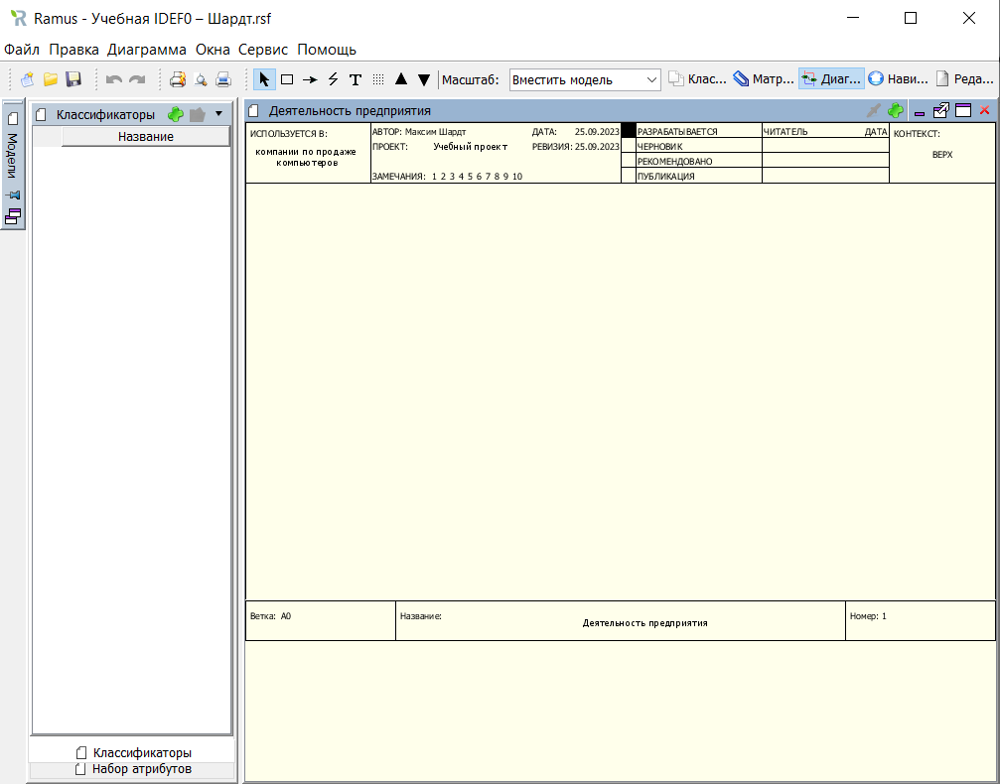 Ramus - Учебная IDEF0 – Шардт.rsf
Файл Правка Диаграмма Окна Сервис Помощь
T Масштаб: Вместить модель Клас... Матр... Диаг... Нави... Реда...
Модели
Классификаторы
Название
Деятельность предприятия
ИСПОЛЬЗУЕТСЯ В:
компании по продаже
компьютеров
АВТОР: Максим Шардт ДАТА: 25.09.2023
ПРОЕКТ: Учебный проект РЕВИЗИЯ: 25.09.2023
ЗАМЕЧАНИЯ: 1 2 3 4 5 6 7 8 9 10
РАЗРАБАТЫВАЕТСЯ
ЧЕРНОВИК
РЕКОМЕНДОВАНО
ПУБЛИКАЦИЯ
ЧИТАТЕЛЬ ДАТА
КОНТЕКСТ:
ВЕРХ
Ветка: A0
Название:
Деятельность предприятия
Номер: 1
Классификаторы
Набор атрибутов